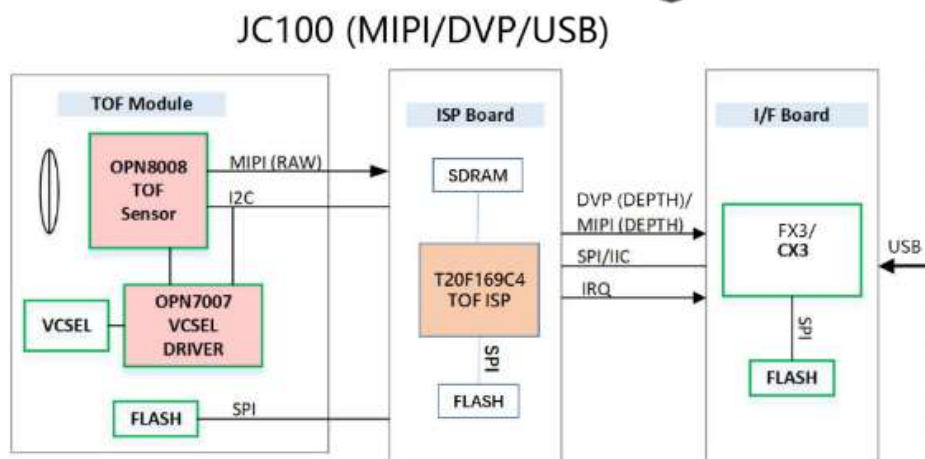 JC100 (MIPI/DVP/USB)
TOF Module
OPN8008
TOF
Sensor
MIPI (RAW)
I2C
OPN7007
VCSEL
DRIVER
VCSEL
FLASH
SPI
ISP Board
SDRAM
T20F169C4
TOF ISP
SPI
FLASH
DVP (DEPTH)/
MIPI (DEPTH)
SPI/IIC
IRQ
I/F Board
FX3/
CX3
SPI
FLASH
USB